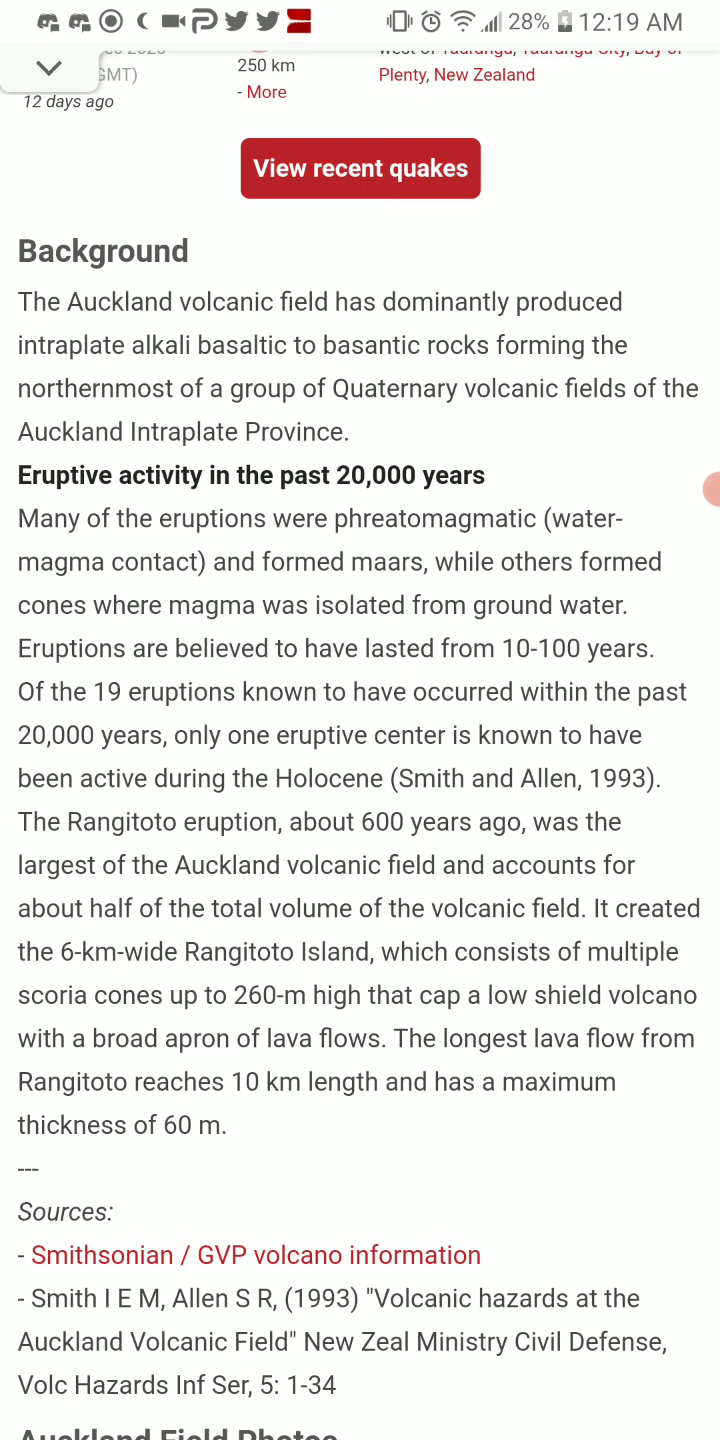 28% 12:19 AM
GMT)
12 days ago
250 km
- More
Plenty, New Zealand
View recent quakes
Background
The Auckland volcanic field has dominantly produced
intraplate alkali basaltic to basantic rocks forming the
northernmost of a group of Quaternary volcanic fields of the
Auckland Intraplate Province.
Eruptive activity in the past 20,000 years
Many of the eruptions were phreatomagmatic (water-
magma contact) and formed maars, while others formed
cones where magma was isolated from ground water.
Eruptions are believed to have lasted from 10-100 years.
Of the 19 eruptions known to have occurred within the past
20,000 years, only one eruptive center is known to have
been active during the Holocene (Smith and Allen, 1993).
The Rangitoto eruption, about 600 years ago, was the
largest of the Auckland volcanic field and accounts for
about half of the total volume of the volcanic field. It created
the 6-km-wide Rangitoto Island, which consists of multiple
scoria cones up to 260-m high that cap a low shield volcano
with a broad apron of lava flows. The longest lava flow from
Rangitoto reaches 10 km length and has a maximum
thickness of 60 m.
---
Sources:
- Smithsonian / GVP volcano information
- Smith I E M, Allen S R, (1993) "Volcanic hazards at the
Auckland Volcanic Field" New Zeal Ministry Civil Defense,
Volc Hazards Inf Ser, 5: 1-34
Auckland Field Photos